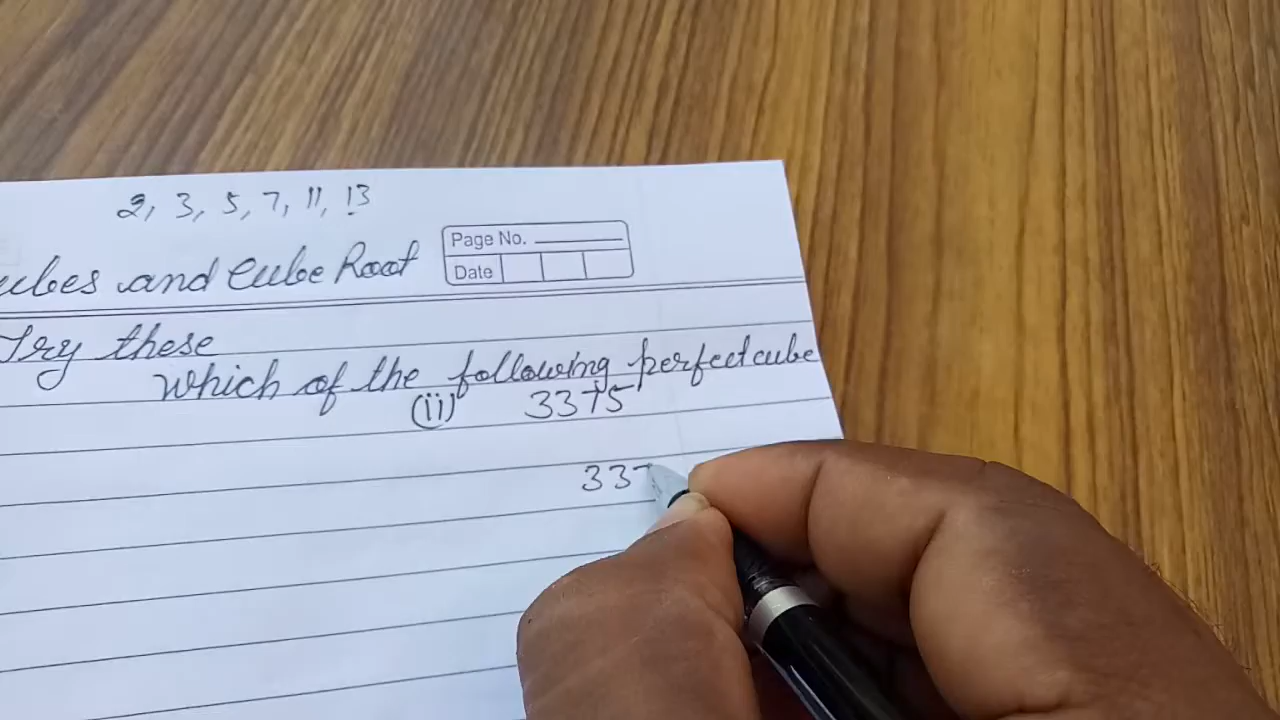 2, 3, 5, 7, 11, 13
ubes and Cube Root
Page No.
Date
Try these
which of the following perfect cube
(ii) 3375
337